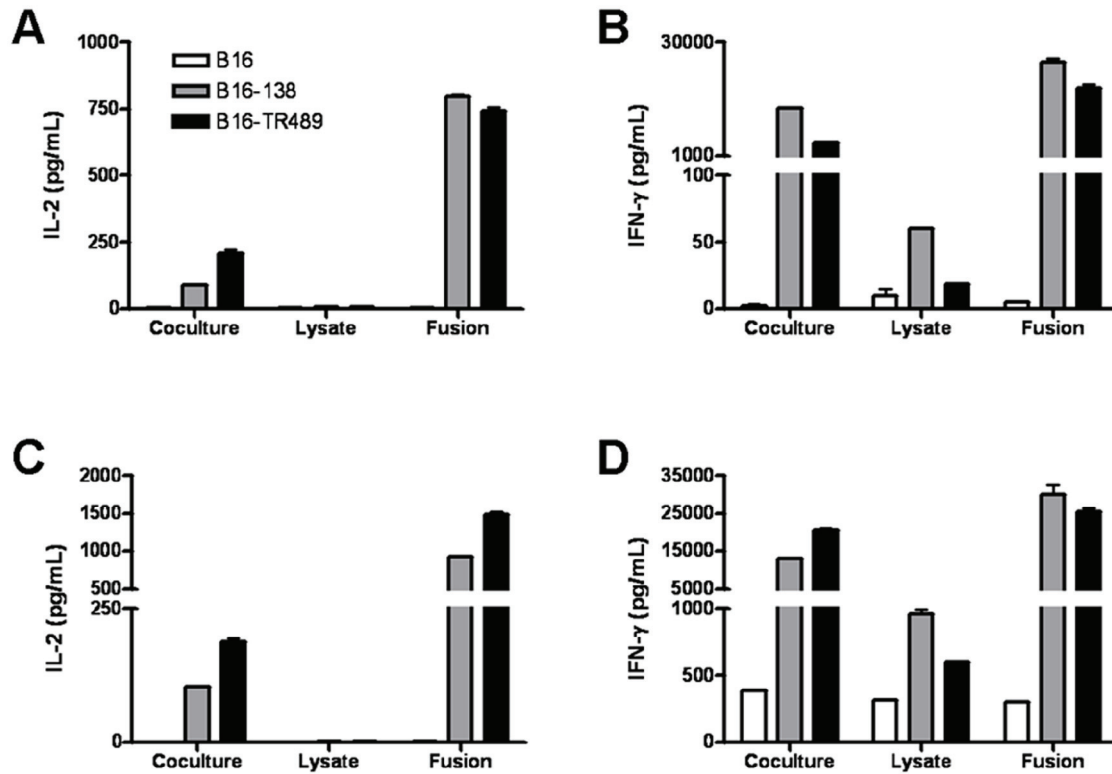 A
IL-2 (pg/mL)
1000
750
500
250
0
B16
B16-138
B16-TR489
Coculture Lysate Fusion
B
IFN-γ (pg/mL)
30000
1000
100
50
0
Coculture Lysate Fusion
C
IL-2 (pg/mL)
2000
1500
1000
500
250
0
Coculture Lysate Fusion
D
IFN-γ (pg/mL)
35000
25000
15000
5000
1000
500
0
Coculture Lysate Fusion